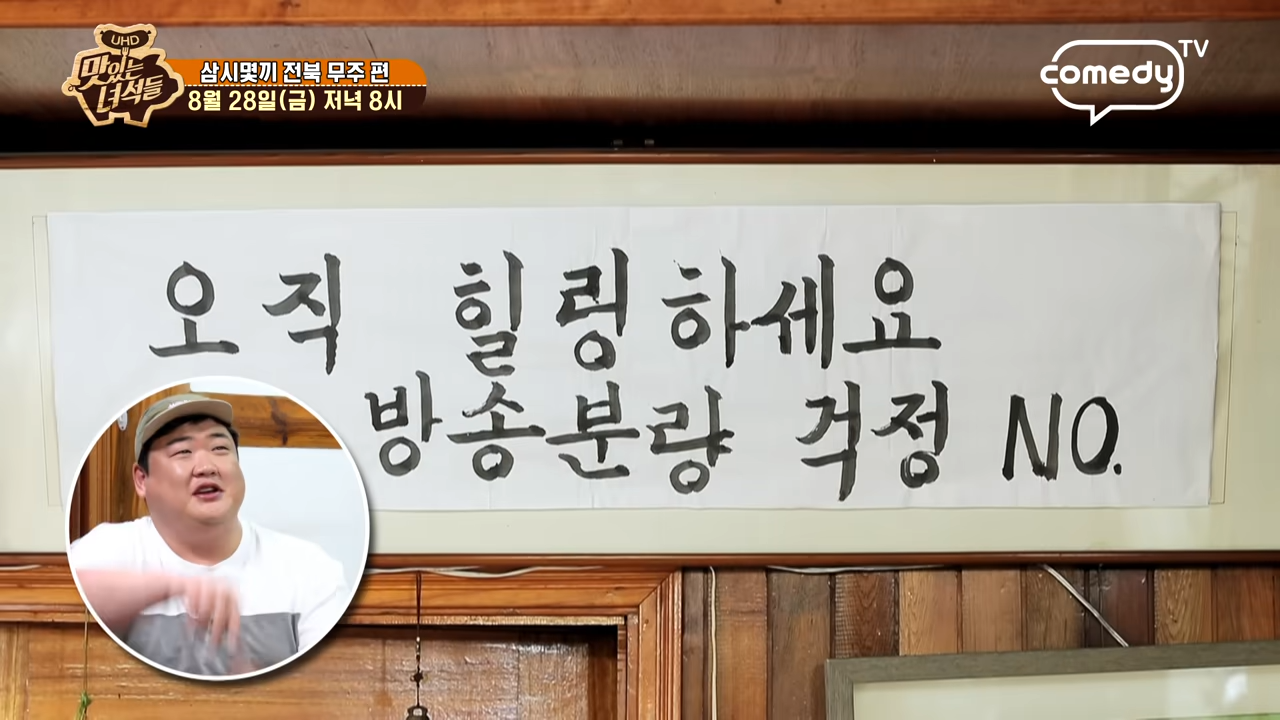 UHD
맛있는
녀석들
삼시몇끼 전북 무주 편
8월 28일(금) 저녁 8시
comedy TV
오직 힐링하세요
방송분량 걱정 NO.